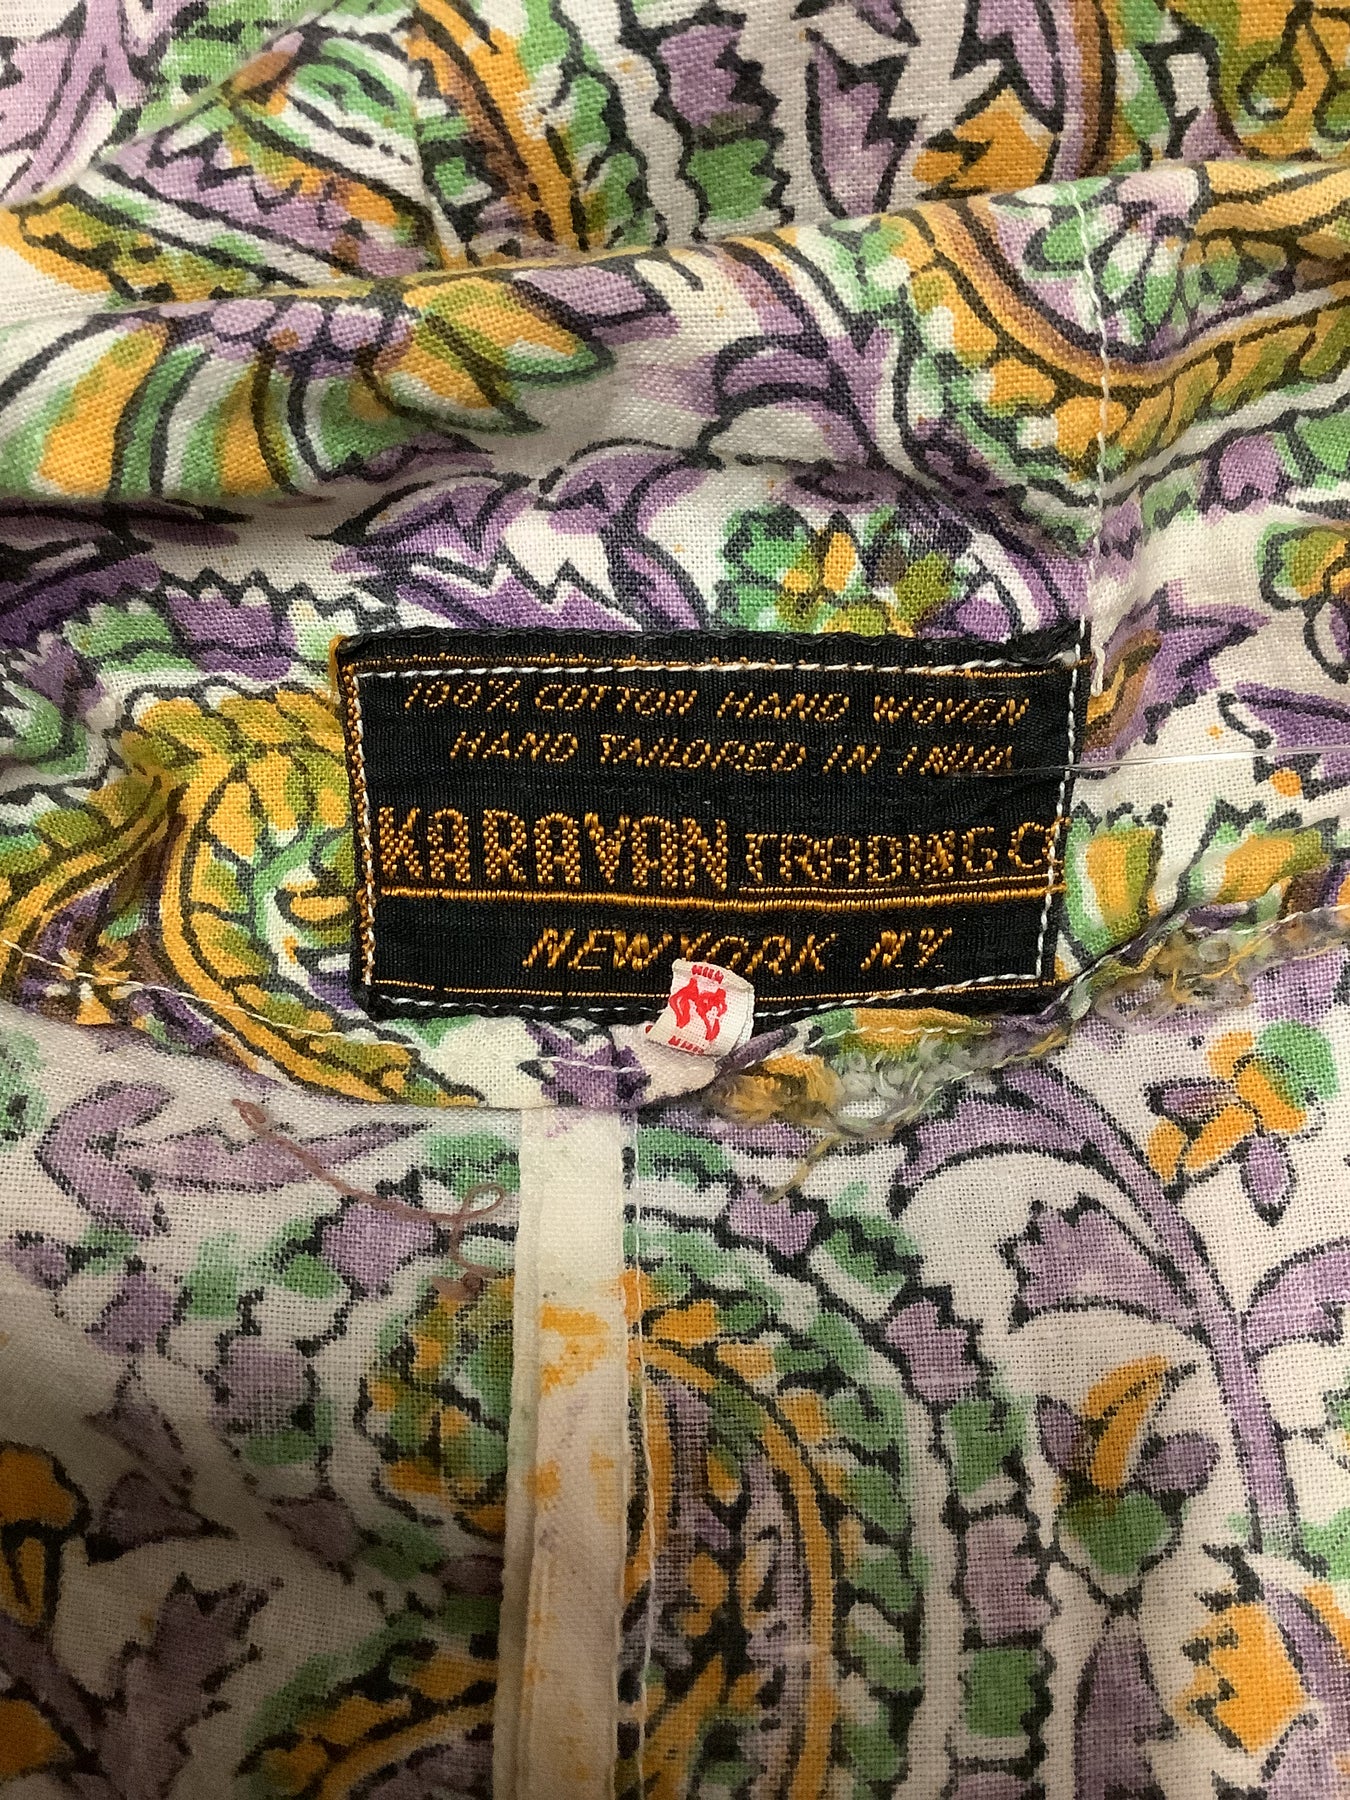 100% COTTON HAND WOVEN
HAND TAILORED IN INDIA
KARAVAN TRADING CO
NEW YORK N.Y.